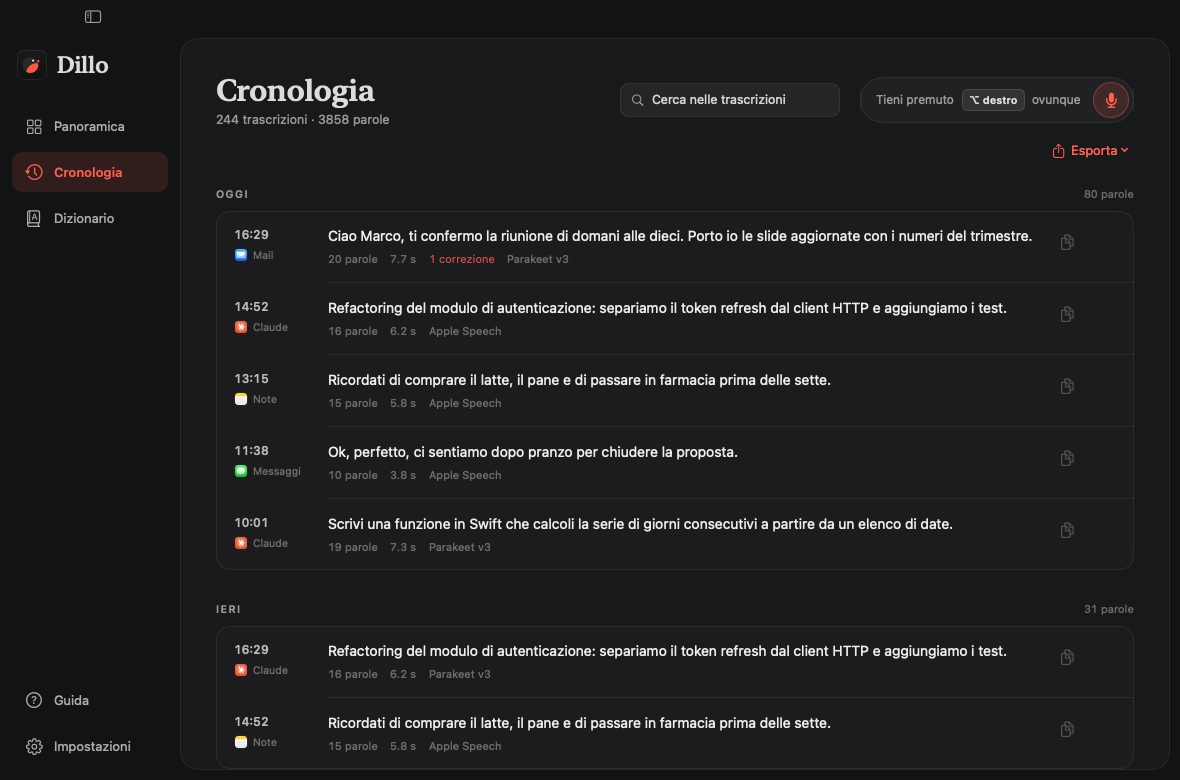 Dillo
Panoramica
Cronologia
Dizionario
Guida
Impostazioni
Cronologia
244 trascrizioni · 3858 parole
Cerca nelle trascrizioni
Tieni premuto ⌥ destro ovunque
Esporta
OGGI 80 parole
16:29 Ciao Marco, ti confermo la riunione di domani alle dieci. Porto io le slide aggiornate con i numeri del trimestre.
Mail 20 parole 7.7 s 1 correzione Parakeet v3
14:52 Refactoring del modulo di autenticazione: separiamo il token refresh dal client HTTP e aggiungiamo i test.
Claude 16 parole 6.2 s Apple Speech
13:15 Ricordati di comprare il latte, il pane e di passare in farmacia prima delle sette.
Note 15 parole 5.8 s Apple Speech
11:38 Ok, perfetto, ci sentiamo dopo pranzo per chiudere la proposta.
Messaggi 10 parole 3.8 s Apple Speech
10:01 Scrivi una funzione in Swift che calcoli la serie di giorni consecutivi a partire da un elenco di date.
Claude 19 parole 7.3 s Parakeet v3
IERI 31 parole
16:29 Refactoring del modulo di autenticazione: separiamo il token refresh dal client HTTP e aggiungiamo i test.
Claude 16 parole 6.2 s Parakeet v3
14:52 Ricordati di comprare il latte, il pane e di passare in farmacia prima delle sette.
Note 15 parole 5.8 s Apple Speech